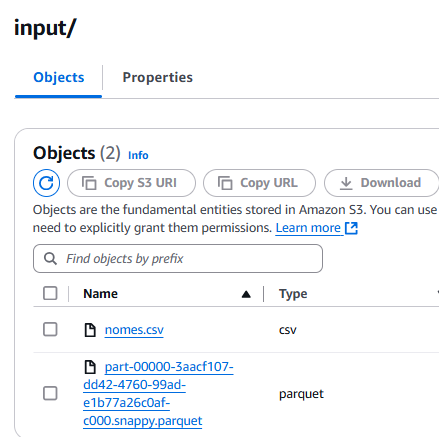 input/
Objects
Properties
Objects (2) Info
Copy S3 URI
Copy URL
Download
Objects are the fundamental entities stored in Amazon S3. You can use
need to explicitly grant them permissions. Learn more
Find objects by prefix
Name
Type
nomes.csv
csv
part-00000-3aacf107-
dd42-4760-99ad-
e1b77a26c0af-
c000.snappy.parquet
parquet